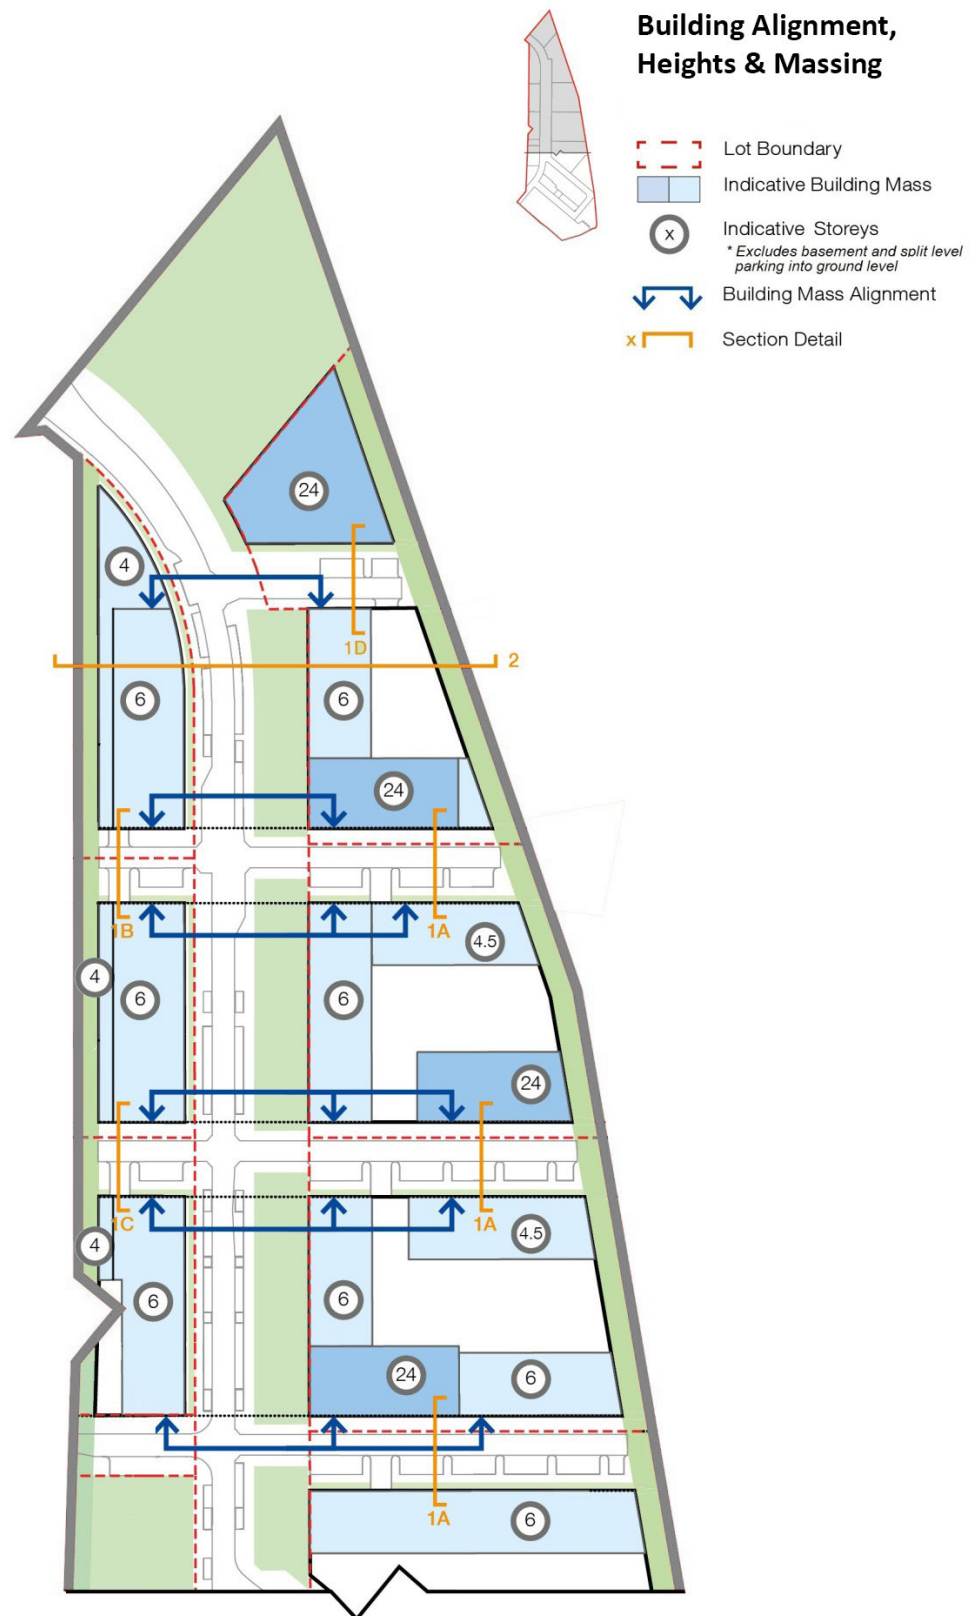 Building Alignment,
Heights & Massing
Lot Boundary
Indicative Building Mass
x
Indicative Storeys
* Excludes basement and split level
parking into ground level
Building Mass Alignment
x
Section Detail
24
4
1D
2
6
6
24
1B
1A
4.5
4
6
6
24
1C
1A
4
4.5
6
6
24
6
1A
6